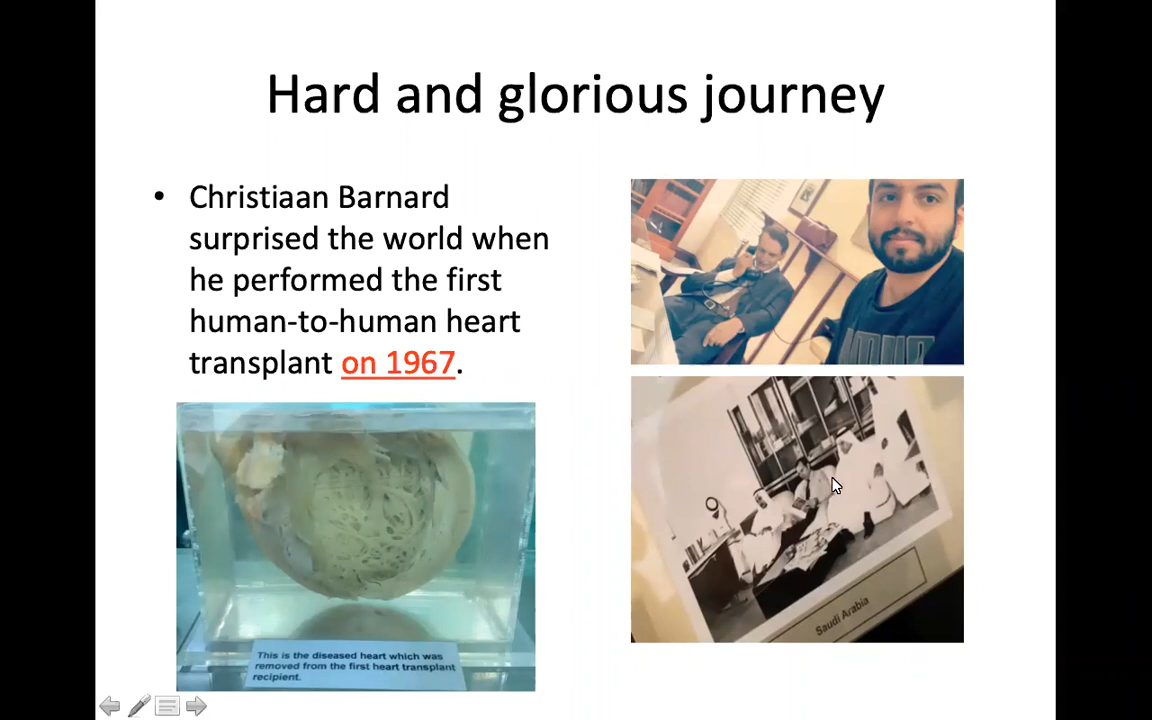 Hard and glorious journey
• Christiaan Barnard
surprised the world when
he performed the first
human-to-human heart
transplant on 1967.
This is the diseased heart which was
removed from the first heart transplant
recipient.
Saudi Arabia